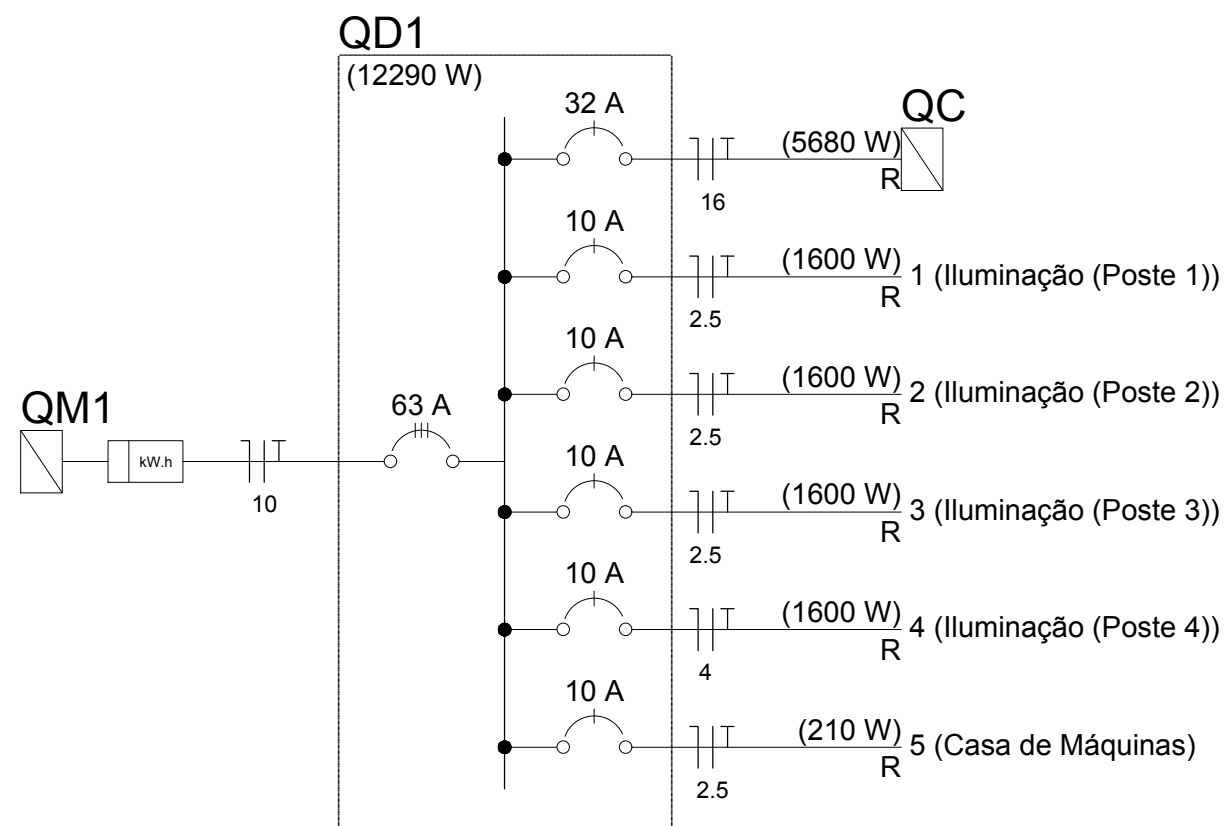 QD1
(12290 W)
32 A
QC
(5680 W)
R
16
10 A
(1600 W)
R
1 (Iluminação (Poste 1))
2.5
10 A
(1600 W)
R
2 (Iluminação (Poste 2))
2.5
QM1
kW.h
10
63 A
10 A
(1600 W)
R
3 (Iluminação (Poste 3))
2.5
10 A
(1600 W)
R
4 (Iluminação (Poste 4))
4
10 A
(210 W)
R
5 (Casa de Máquinas)
2.5